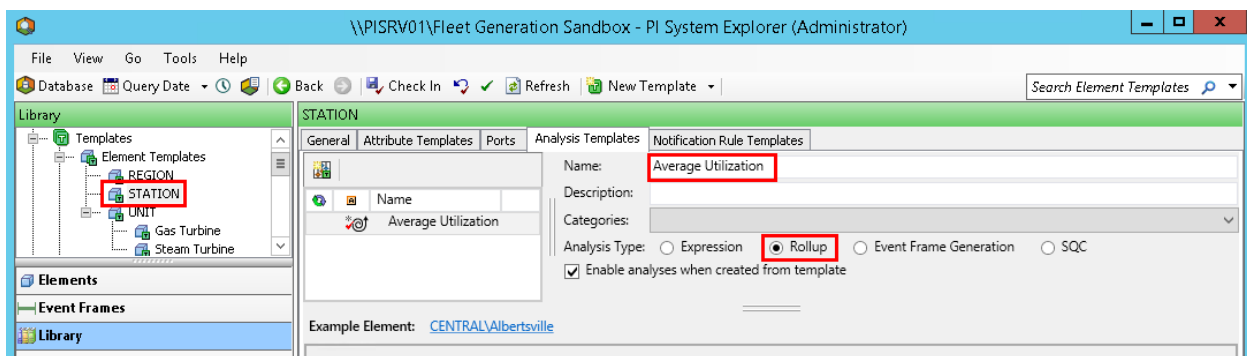 \\PISRV01\Fleet Generation Sandbox - PI System Explorer (Administrator)
File View Go Tools Help
Database Query Date Back Check In Refresh New Template Search Element Templates
Library
Templates
Element Templates
REGION
STATION
UNIT
Gas Turbine
Steam Turbine
Elements
Event Frames
Library
STATION
General Attribute Templates Ports Analysis Templates Notification Rule Templates
Name
Average Utilization
Name: Average Utilization
Description:
Categories:
Analysis Type: Expression Rollup Event Frame Generation SQC
Enable analyses when created from template
Example Element: CENTRAL\Albertsville